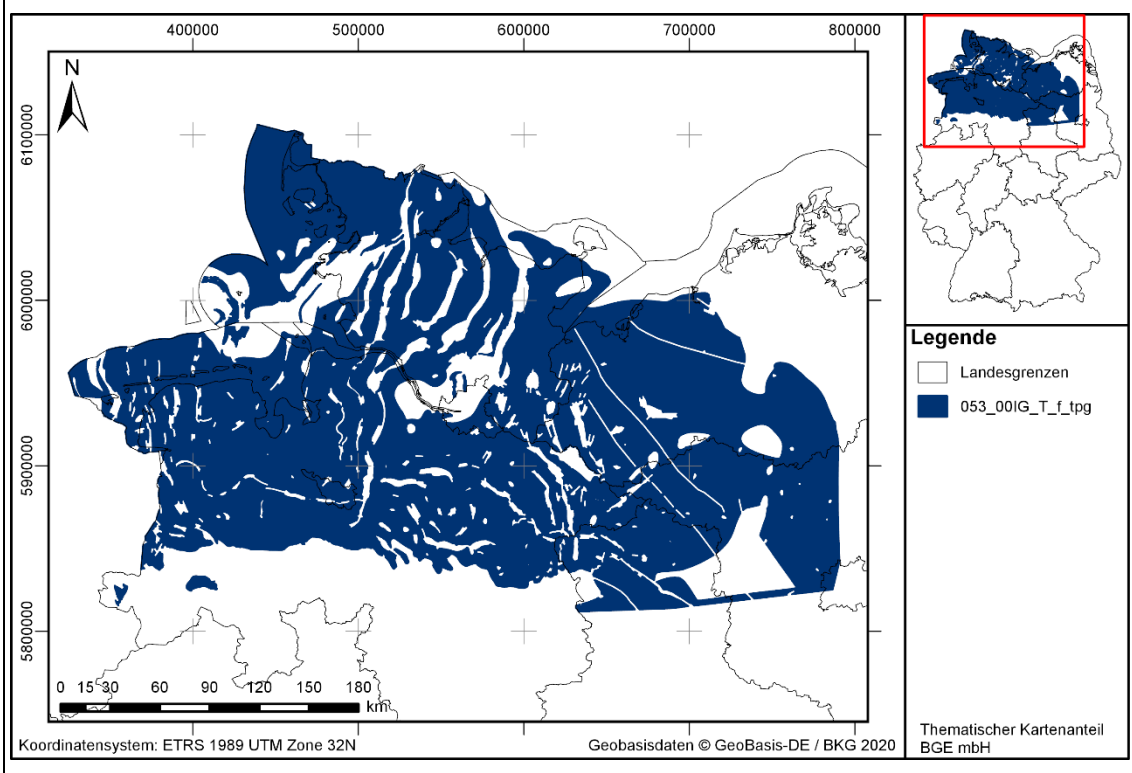 400000 500000 600000 700000 800000
N
6100000
6000000
5900000
5800000
0 15 30 60 90 120 150 180
km
Koordinatensystem: ETRS 1989 UTM Zone 32N
Geobasisdaten © GeoBasis-DE / BKG 2020
Legende
Landesgrenzen
053_00IG_T_f_tpg
Thematischer Kartenanteil
BGE mbH